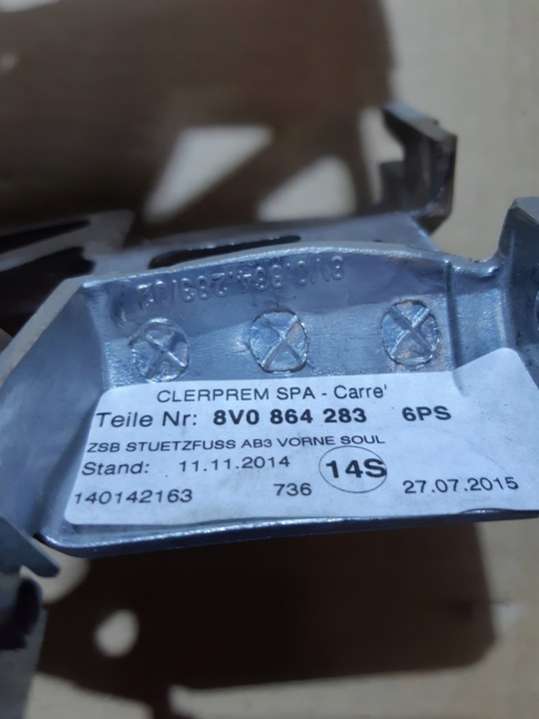 CLERPREM SPA - Carre'
Teile Nr: 8V0 864 283 6PS
ZSB STUETZFUSS AB3 VORNE SOUL
Stand: 11.11.2014 14S
140142163 736 27.07.2015